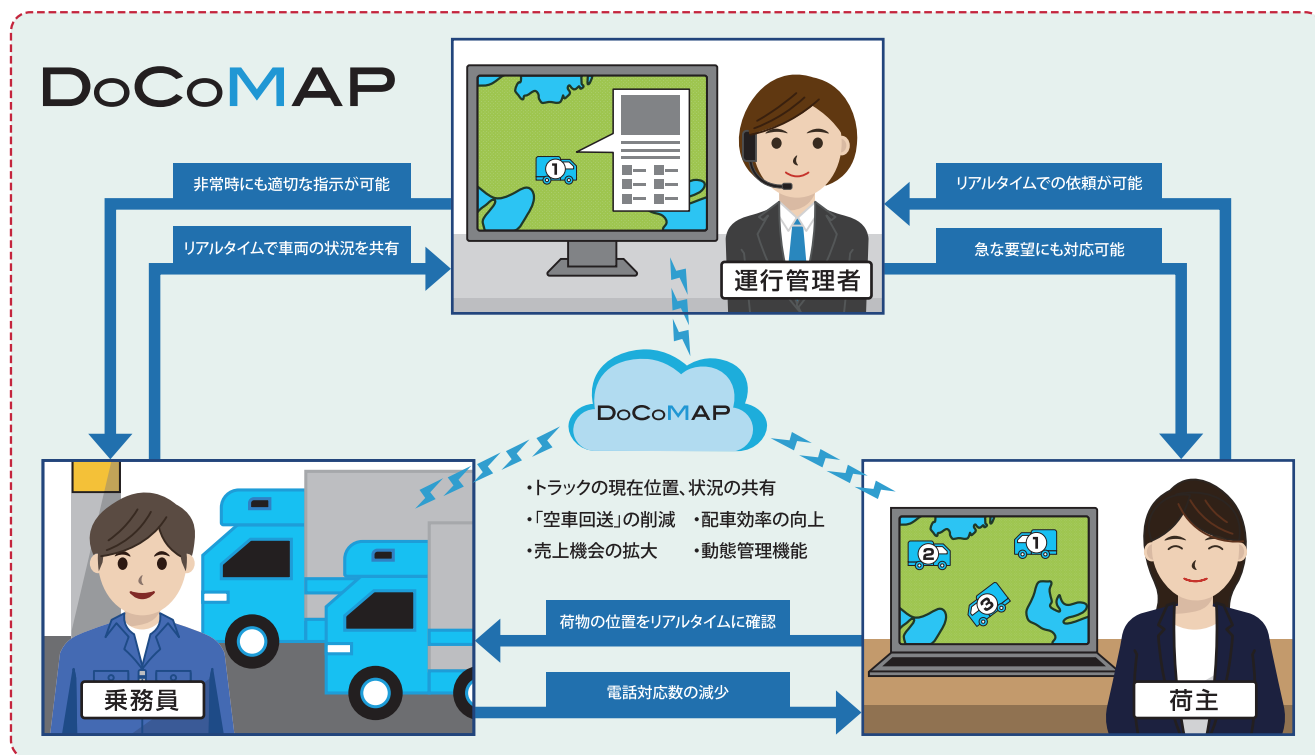 DoCoMAP
1
非常時にも適切な指示が可能
リアルタイムでの依頼が可能
リアルタイムで車両の状況を共有
急な要望にも対応可能
運行管理者
DoCoMAP
・トラックの現在位置、状況の共有
・「空車回送」の削減 ・配車効率の向上
・売上機会の拡大 ・動態管理機能
1
2
3
荷物の位置をリアルタイムに確認
電話対応数の減少
乗務員
荷主